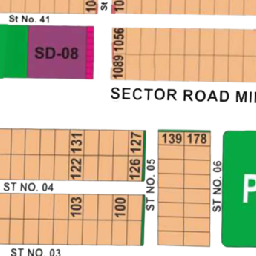 St No. 41
SD-08
1056
1089
SECTOR ROAD
131
127
139 178
122
126
ST NO. 05
ST NO. 06
P
ST NO. 04
103
100
ST NO. 03